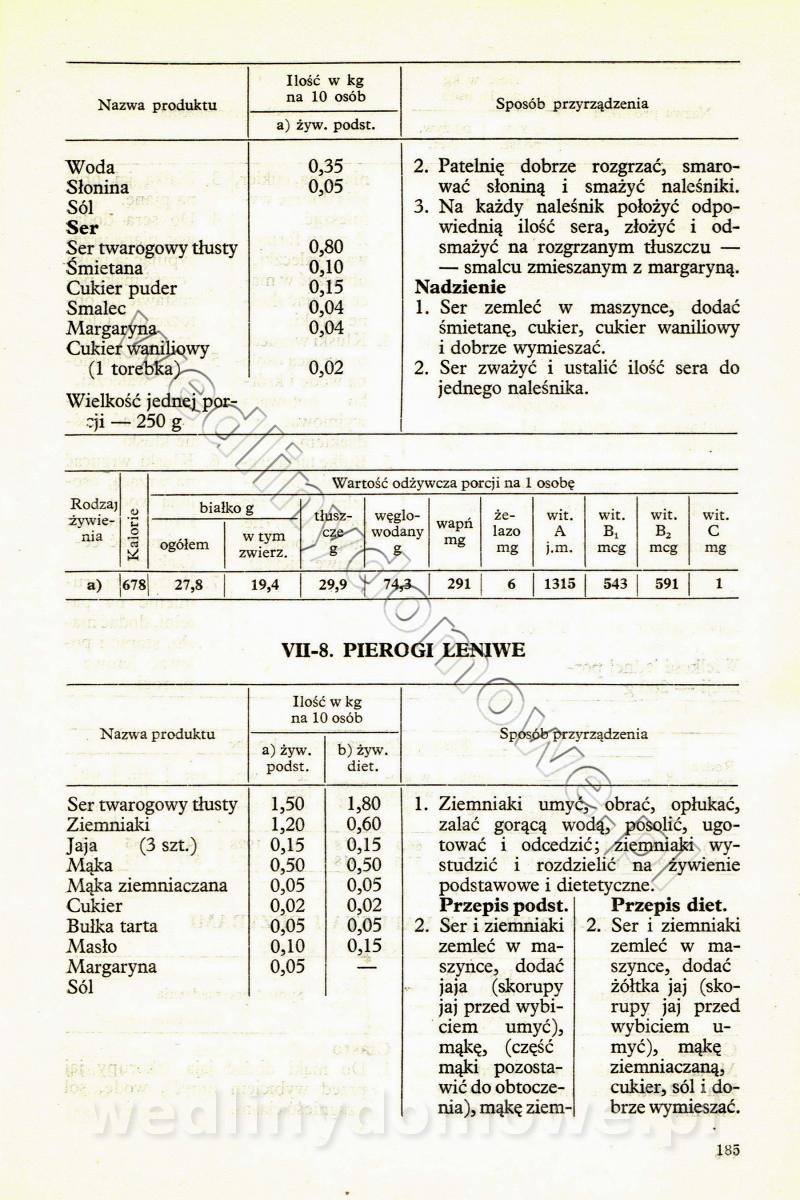 Nazwa produktu
Ilość w kg
na 10 osób
a) żyw. podst.
Sposób przyrządzenia
Woda 0,35
Słonina 0,05
Sól
Ser
Ser twarogowy tłusty 0,80
Śmietana 0,10
Cukier puder 0,15
Smalec 0,04
Margaryna 0,04
Cukier waniliowy
(1 torebka) 0,02
Wielkość jednej por-
cji — 250 g
2. Patelnię dobrze rozgrzać, smaro-
wać słoniną i smażyć naleśniki.
3. Na każdy naleśnik położyć odpo-
wiednią ilość sera, złożyć i od-
smażyć na rozgrzanym tłuszczu —
— smalcu zmieszanym z margaryną.
Nadzienie
1. Ser zemleć w maszynce, dodać
śmietanę, cukier, cukier waniliowy
i dobrze wymieszać.
2. Ser zważyć i ustalić ilość sera do
jednego naleśnika.
Rodzaj
żywie-
nia
Kalorie
Wartość odżywcza porcji na 1 osobę
białko g
ogółem
w tym
zwierz.
tłusz-
cze
g
węglo-
wodany
g
wapń
mg
że-
lazo
mg
wit.
A
j.m.
wit.
B₁
mcg
wit.
B₂
mcg
wit.
C
mg
a) 678 27,8 19,4 29,9 74,3 291 6 1315 543 591 1
VII-8. PIEROGI LENIWE
Nazwa produktu
Ilość w kg
na 10 osób
a) żyw.
podst.
b) żyw.
diet.
Sposób przyrządzenia
Ser twarogowy tłusty 1,50 1,80
Ziemniaki 1,20 0,60
Jaja (3 szt.) 0,15 0,15
Mąka 0,50 0,50
Mąka ziemniaczana 0,05 0,05
Cukier 0,02 0,02
Bułka tarta 0,05 0,05
Masło 0,10 0,15
Margaryna 0,05 —
Sól
1. Ziemniaki umyć, obrać, opłukać,
zalać gorącą wodą, posolić, ugo-
tować i odcedzić; ziemniaki wy-
studzić i rozdzielić na żywienie
podstawowe i dietetyczne.
Przepis podst.
2. Ser i ziemniaki
zemleć w ma-
szynce, dodać
jaja (skorupy
jaj przed wybi-
ciem umyć),
mąkę, (część
mąki pozosta-
wić do obtocze-
nia), mąkę ziem-
Przepis diet.
2. Ser i ziemniaki
zemleć w ma-
szynce, dodać
żółtka jaj (sko-
rupy jaj przed
wybiciem u-
myć), mąkę
ziemniaczaną,
cukier, sól i do-
brze wymieszać.
185
wedlinydomowe.pl
wedlinydomowe.pl